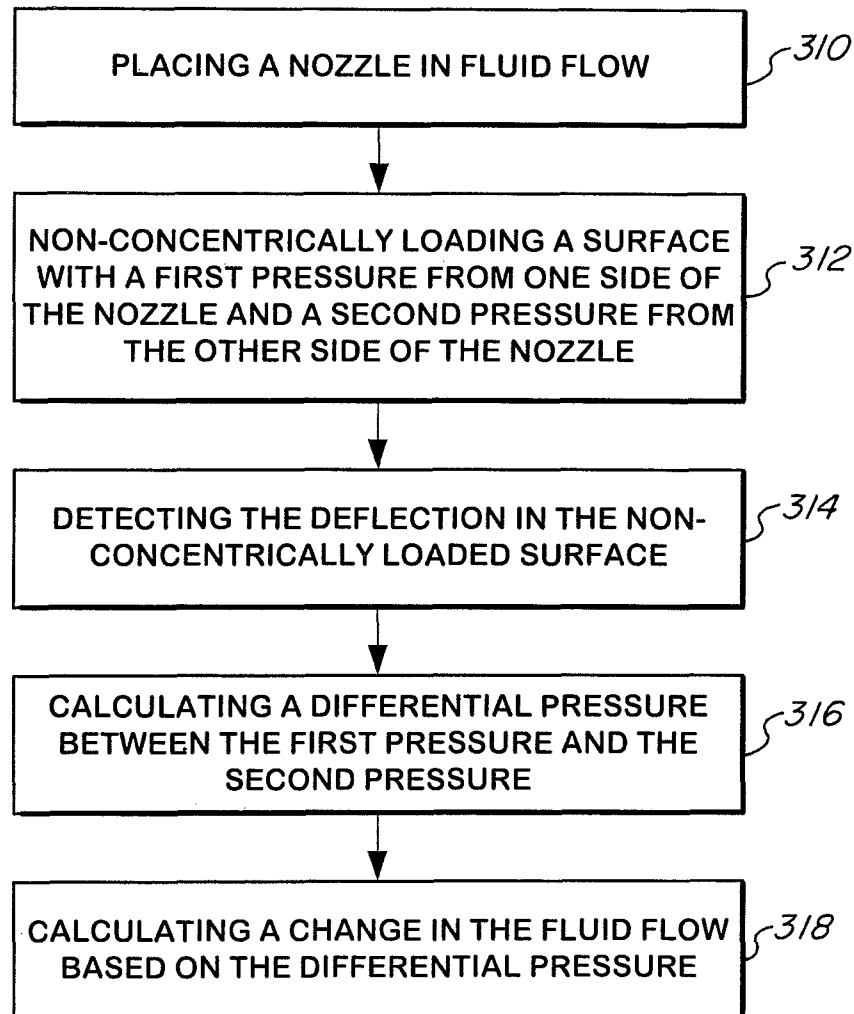 PLACING A NOZZLE IN FLUID FLOW
310
NON-CONCENTRICALLY LOADING A SURFACE
WITH A FIRST PRESSURE FROM ONE SIDE OF
THE NOZZLE AND A SECOND PRESSURE FROM
THE OTHER SIDE OF THE NOZZLE
312
DETECTING THE DEFLECTION IN THE NON-
CONCENTRICALLY LOADED SURFACE
314
CALCULATING A DIFFERENTIAL PRESSURE
BETWEEN THE FIRST PRESSURE AND THE
SECOND PRESSURE
316
CALCULATING A CHANGE IN THE FLUID FLOW
BASED ON THE DIFFERENTIAL PRESSURE
318